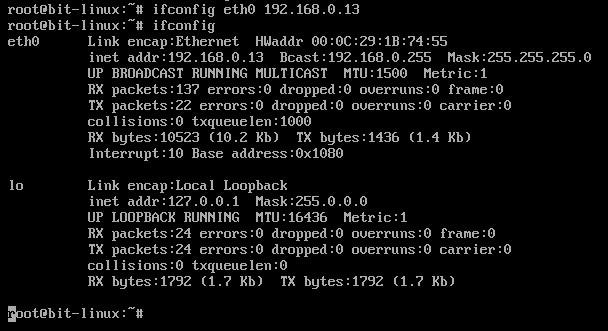 root@bit-linux:~# ifconfig eth0 192.168.0.13
root@bit-linux:~# ifconfig
eth0      Link encap:Ethernet  HWaddr 00:0C:29:1B:74:55
          inet addr:192.168.0.13  Bcast:192.168.0.255  Mask:255.255.255.0
          UP BROADCAST RUNNING MULTICAST  MTU:1500  Metric:1
          RX packets:137 errors:0 dropped:0 overruns:0 frame:0
          TX packets:22 errors:0 dropped:0 overruns:0 carrier:0
          collisions:0 txqueuelen:1000
          RX bytes:10523 (10.2 Kb)  TX bytes:1436 (1.4 Kb)
          Interrupt:10 Base address:0x1080
lo        Link encap:Local Loopback
          inet addr:127.0.0.1  Mask:255.0.0.0
          UP LOOPBACK RUNNING  MTU:16436  Metric:1
          RX packets:24 errors:0 dropped:0 overruns:0 frame:0
          TX packets:24 errors:0 dropped:0 overruns:0 carrier:0
          collisions:0 txqueuelen:0
          RX bytes:1792 (1.7 Kb)  TX bytes:1792 (1.7 Kb)
root@bit-linux:~#